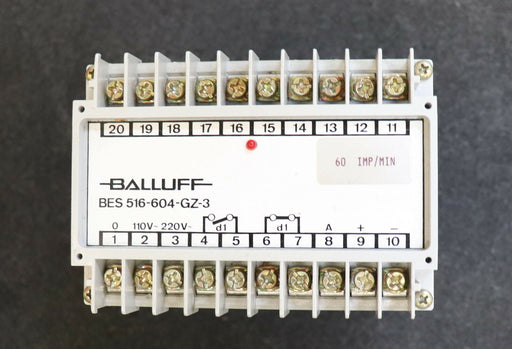 20 19 18 17 16 15 14 13 12 11
60 IMP/MIN
BALLUFF
BES 516-604-GZ-3
0 110V~ 220V~ d1 d1 A + -
1 2 3 4 5 6 7 8 9 10